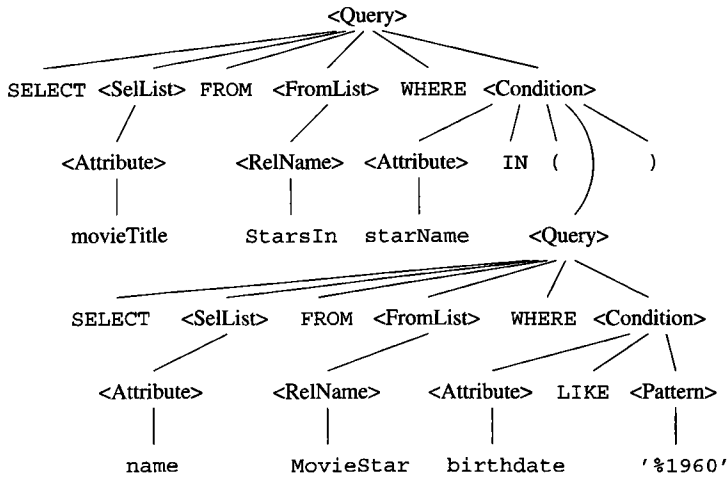 <Query>
SELECT <SelList> FROM <FromList> WHERE <Condition>
<Attribute> <RelName> <Attribute> IN ( )
movieTitle StarsIn starName <Query>
SELECT <SelList> FROM <FromList> WHERE <Condition>
<Attribute> <RelName> <Attribute> LIKE <Pattern>
name MovieStar birthdate '%1960'